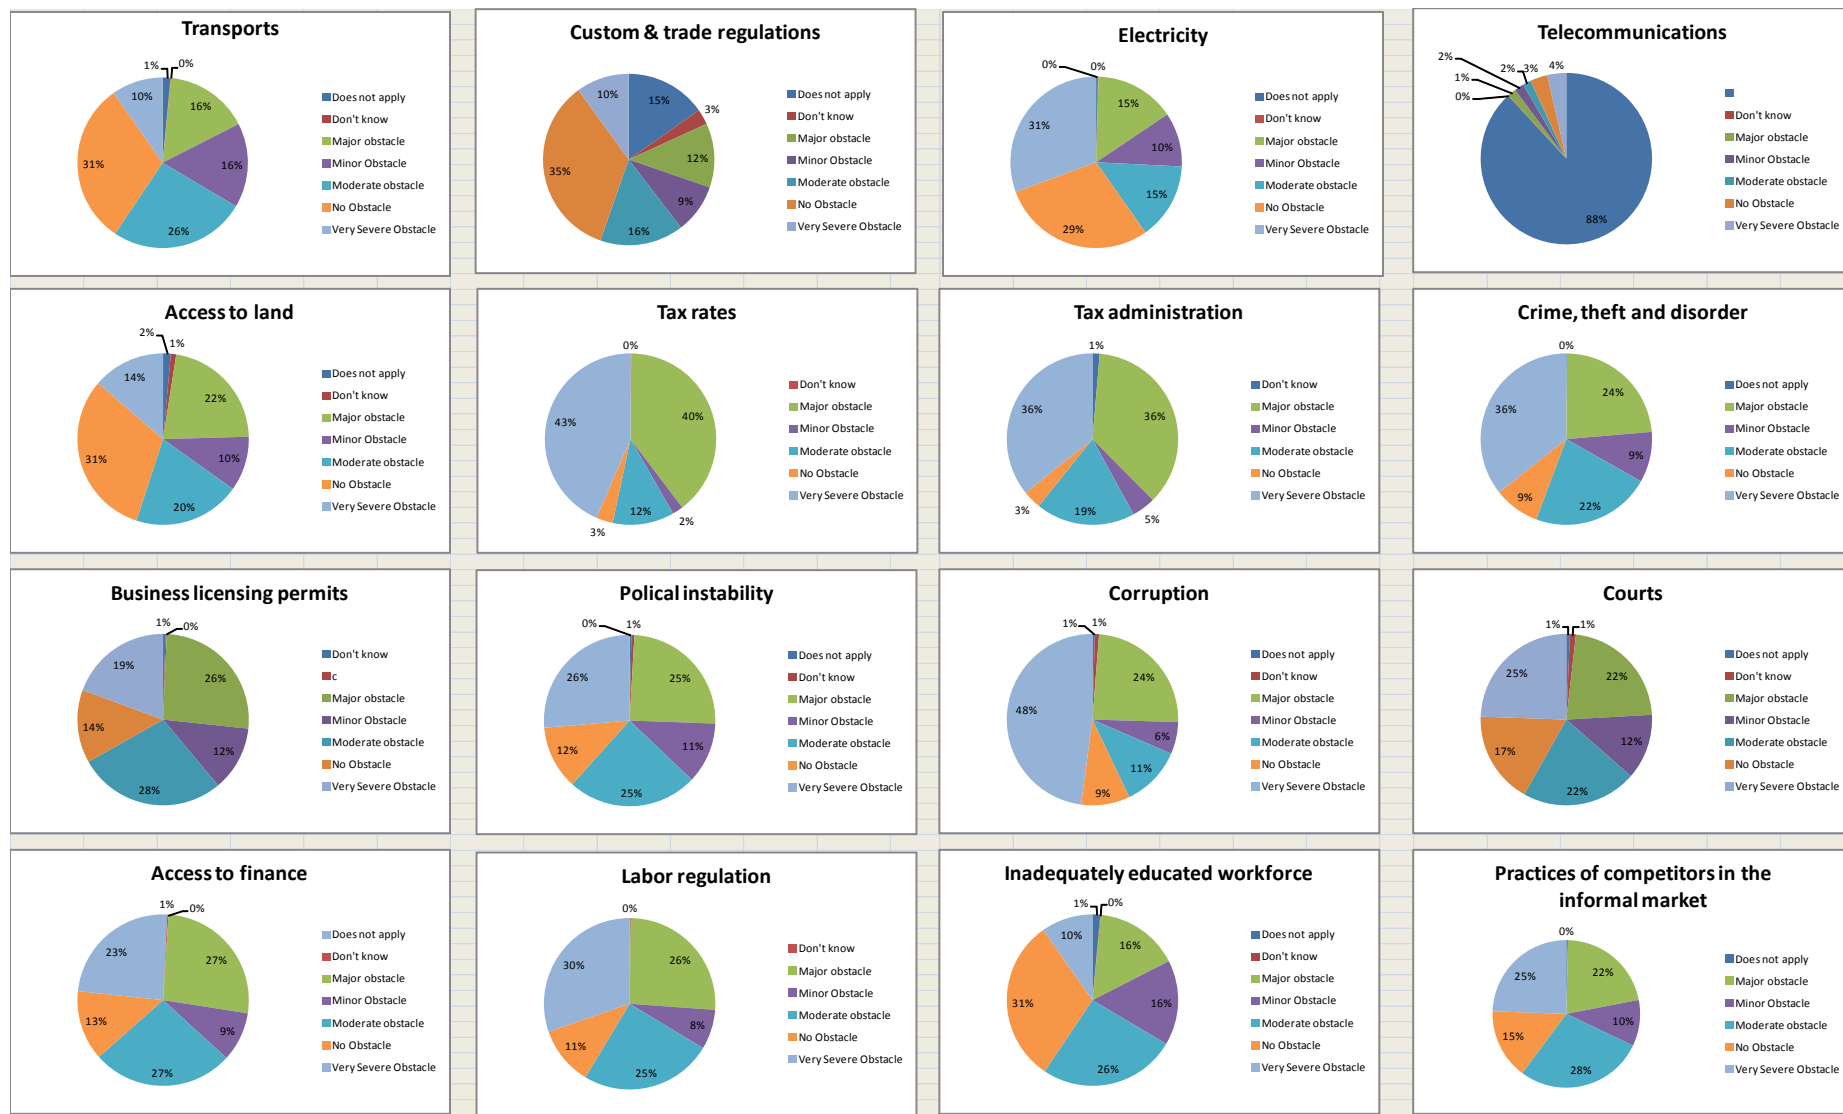 Transports
1%
0%
10%
16%
31%
16%
26%
Does not apply
Don't know
Major obstacle
Minor Obstacle
Moderate obstacle
No Obstacle
Very Severe Obstacle
Custom & trade regulations
10%
15%
3%
12%
35%
9%
16%
Does not apply
Don't know
Major obstacle
Minor Obstacle
Moderate obstacle
No Obstacle
Very Severe Obstacle
Electricity
0%
0%
15%
31%
10%
15%
29%
Does not apply
Don't know
Major obstacle
Minor Obstacle
Moderate obstacle
No Obstacle
Very Severe Obstacle
Telecommunications
2%
2%
3%
4%
1%
0%
88%
Don't know
Major obstacle
Minor Obstacle
Moderate obstacle
No Obstacle
Very Severe Obstacle
Access to land
2%
1%
14%
22%
31%
10%
20%
Does not apply
Don't know
Major obstacle
Minor Obstacle
Moderate obstacle
No Obstacle
Very Severe Obstacle
Tax rates
0%
43%
40%
3%
12%
2%
Don't know
Major obstacle
Minor Obstacle
Moderate obstacle
No Obstacle
Very Severe Obstacle
Tax administration
1%
36%
36%
3%
19%
5%
Don't know
Major obstacle
Minor Obstacle
Moderate obstacle
No Obstacle
Very Severe Obstacle
Crime, theft and disorder
0%
24%
36%
9%
9%
22%
Does not apply
Major obstacle
Minor Obstacle
Moderate obstacle
No Obstacle
Very Severe Obstacle
Business licensing permits
1%
0%
19%
26%
14%
12%
28%
Don't know
c
Major obstacle
Minor Obstacle
Moderate obstacle
No Obstacle
Very Severe Obstacle
Polical instability
0%
1%
26%
25%
12%
11%
25%
Does not apply
Don't know
Major obstacle
Minor Obstacle
Moderate obstacle
No Obstacle
Very Severe Obstacle
Corruption
1%
1%
24%
48%
6%
11%
9%
Does not apply
Don't know
Major obstacle
Minor Obstacle
Moderate obstacle
No Obstacle
Very Severe Obstacle
Courts
1%
1%
25%
22%
17%
12%
22%
Does not apply
Don't know
Major obstacle
Minor Obstacle
Moderate obstacle
No Obstacle
Very Severe Obstacle
Access to finance
1%
0%
23%
27%
13%
9%
27%
Does not apply
Don't know
Major obstacle
Minor Obstacle
Moderate obstacle
No Obstacle
Very Severe Obstacle
Labor regulation
0%
30%
26%
11%
8%
25%
Don't know
Major obstacle
Minor Obstacle
Moderate obstacle
No Obstacle
Very Severe Obstacle
Inadequately educated workforce
1%
0%
10%
16%
31%
16%
26%
Does not apply
Don't know
Major obstacle
Minor Obstacle
Moderate obstacle
No Obstacle
Very Severe Obstacle
Practices of competitors in the
informal market
0%
25%
22%
15%
10%
28%
Does not apply
Major obstacle
Minor Obstacle
Moderate obstacle
No Obstacle
Very Severe Obstacle